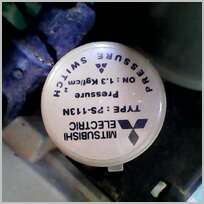 MITSUBISHI
ELECTRIC
TYPE : PS-113N
Pressure
ON : 1.3 Kgf/cm²
PRESSURE SWITCH